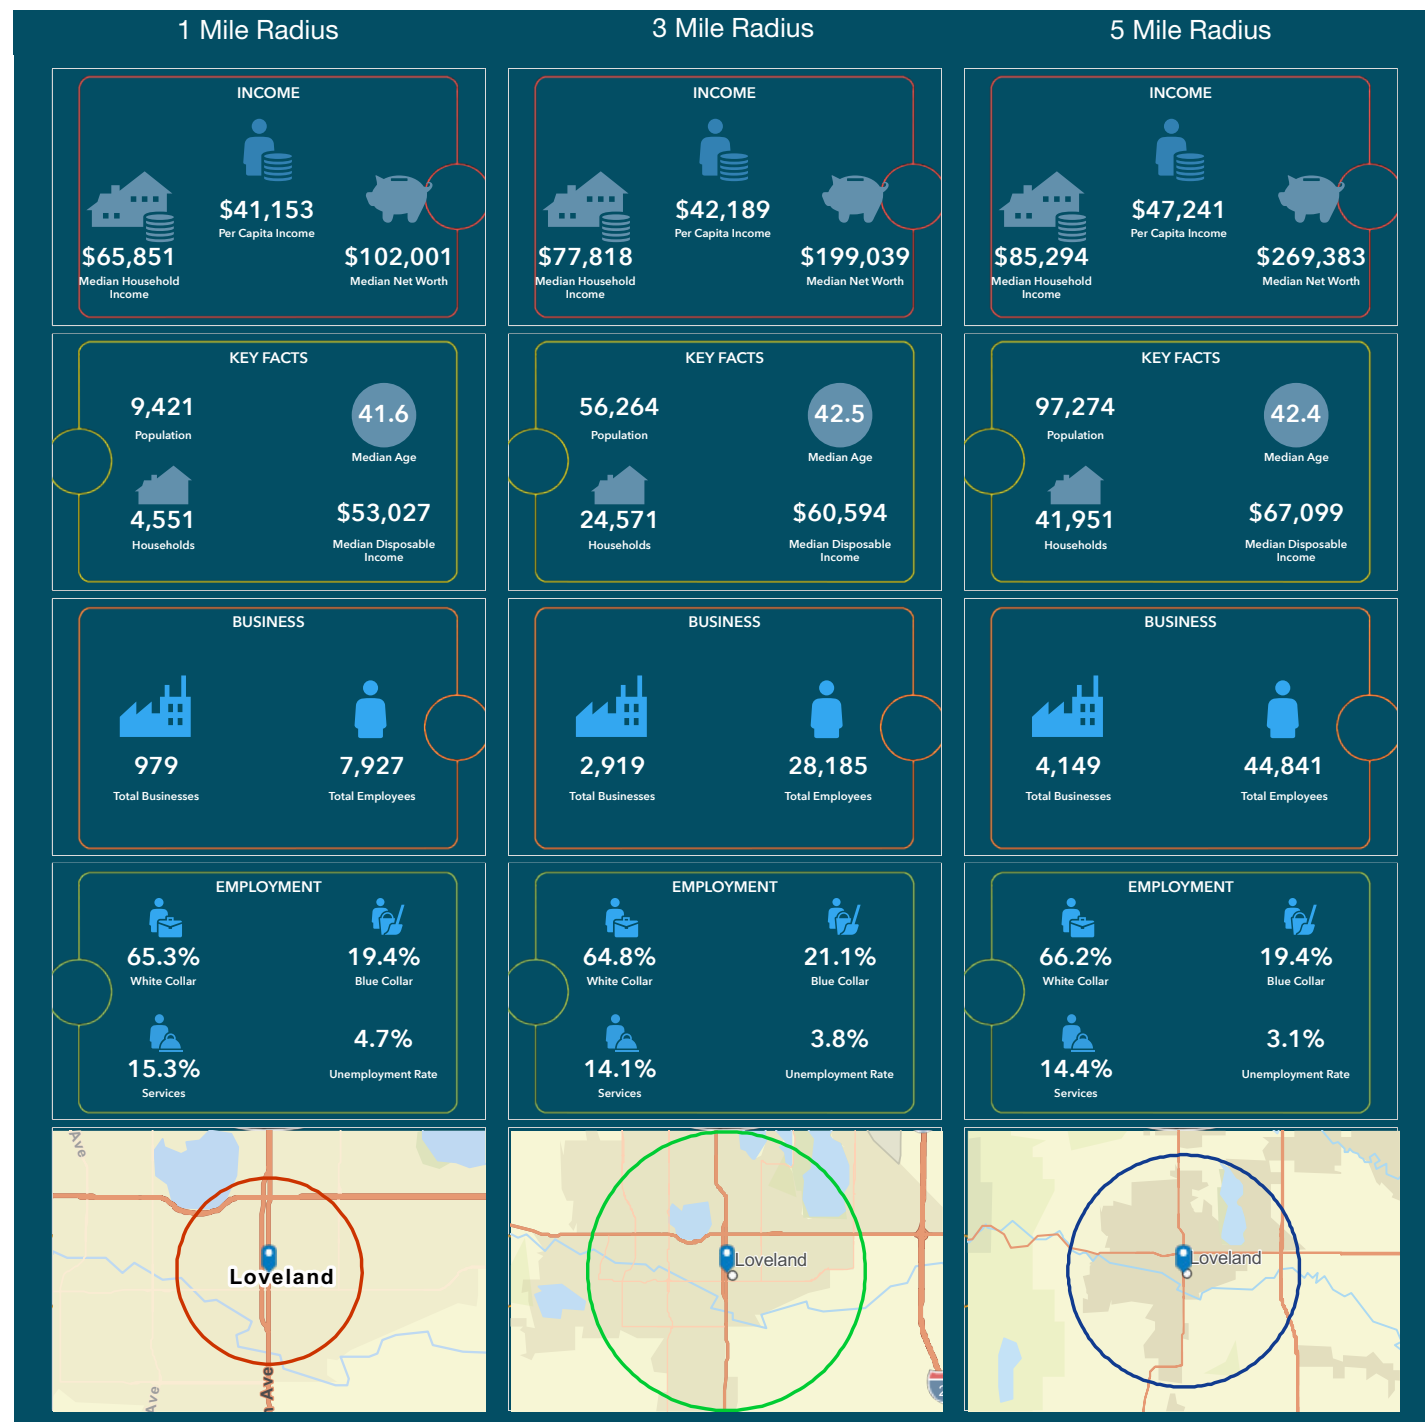 1 Mile Radius
3 Mile Radius
5 Mile Radius
INCOME
$41,153
Per Capita Income
$65,851
Median Household
Income
$102,001
Median Net Worth
INCOME
$42,189
Per Capita Income
$77,818
Median Household
Income
$199,039
Median Net Worth
INCOME
$47,241
Per Capita Income
$85,294
Median Household
Income
$269,383
Median Net Worth
KEY FACTS
9,421
Population
41.6
Median Age
4,551
Households
$53,027
Median Disposable
Income
KEY FACTS
56,264
Population
42.5
Median Age
24,571
Households
$60,594
Median Disposable
Income
KEY FACTS
97,274
Population
42.4
Median Age
41,951
Households
$67,099
Median Disposable
Income
BUSINESS
979
Total Businesses
7,927
Total Employees
BUSINESS
2,919
Total Businesses
28,185
Total Employees
BUSINESS
4,149
Total Businesses
44,841
Total Employees
EMPLOYMENT
65.3%
White Collar
19.4%
Blue Collar
15.3%
Services
4.7%
Unemployment Rate
EMPLOYMENT
64.8%
White Collar
21.1%
Blue Collar
14.1%
Services
3.8%
Unemployment Rate
EMPLOYMENT
66.2%
White Collar
19.4%
Blue Collar
14.4%
Services
3.1%
Unemployment Rate
Ave
Loveland
Ave
Ave
Loveland
Loveland